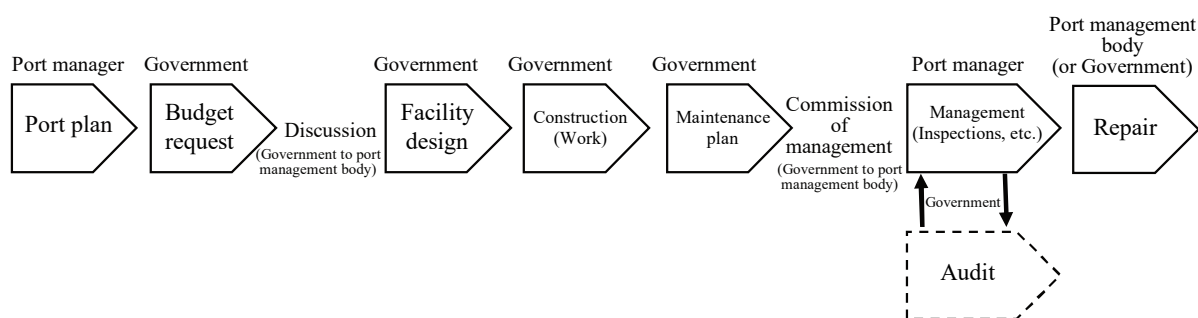 Port manager
Port plan
Government
Budget
request
Discussion
(Government to port
management body)
Government
Facility
design
Government
Construction
(Work)
Government
Maintenance
plan
Commission
of
management
(Government to port
management body)
Port manager
Management
(Inspections, etc.)
Government
Audit
Port management
body
(or Government)
Repair